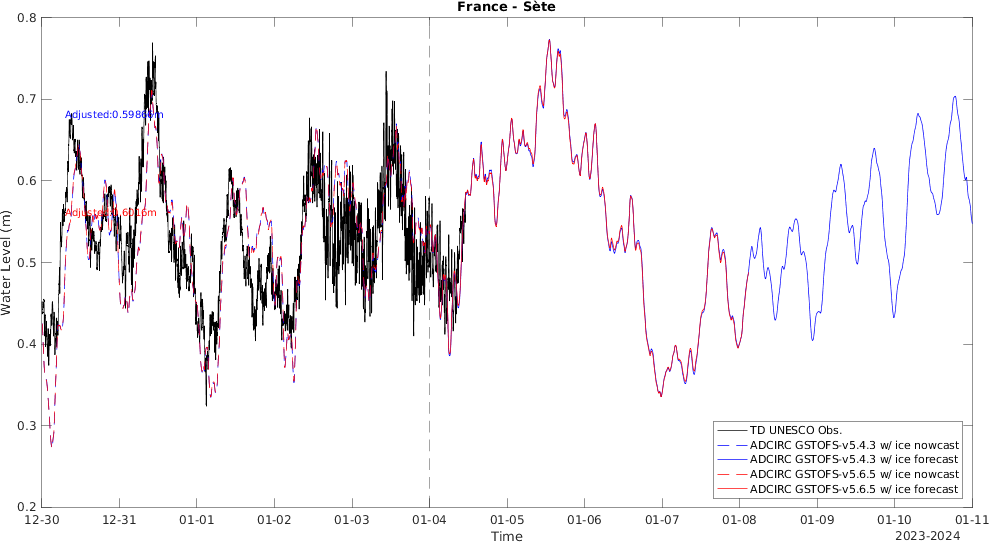 France - Sète
Water Level (m)
0.8
0.7
0.6
0.5
0.4
0.3
0.2
12-30
12-31
01-01
01-02
01-03
01-04
01-05
01-06
01-07
01-08
01-09
01-10
01-11
2023-2024
Time
TD UNESCO Obs.
ADCIRC GSTOFS-v5.4.3 w/ ice nowcast
ADCIRC GSTOFS-v5.4.3 w/ ice forecast
ADCIRC GSTOFS-v5.6.5 w/ ice nowcast
ADCIRC GSTOFS-v5.6.5 w/ ice forecast